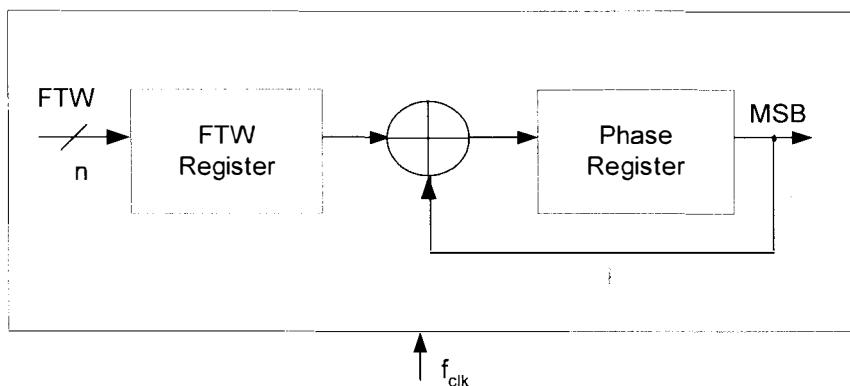 FTW
n
FTW
Register
Phase
Register
MSB
f_clk